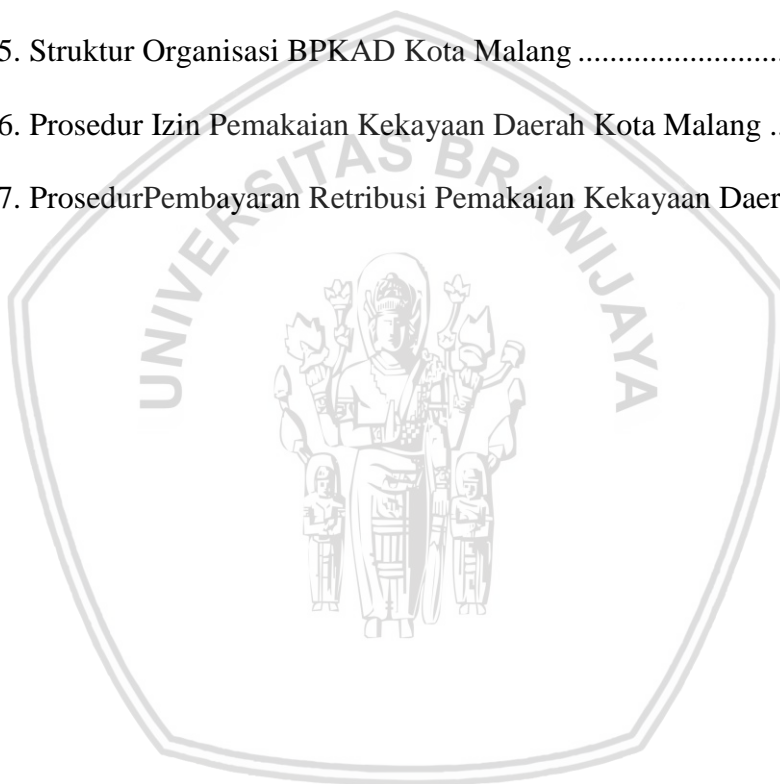 5. Struktur Organisasi BPKAD Kota Malang ..........................
6. Prosedur Izin Pemakaian Kekayaan Daerah Kota Malang ..
7. ProsedurPembayaran Retribusi Pemakaian Kekayaan Daer
UNIVERSITAS BRAWIJAYA